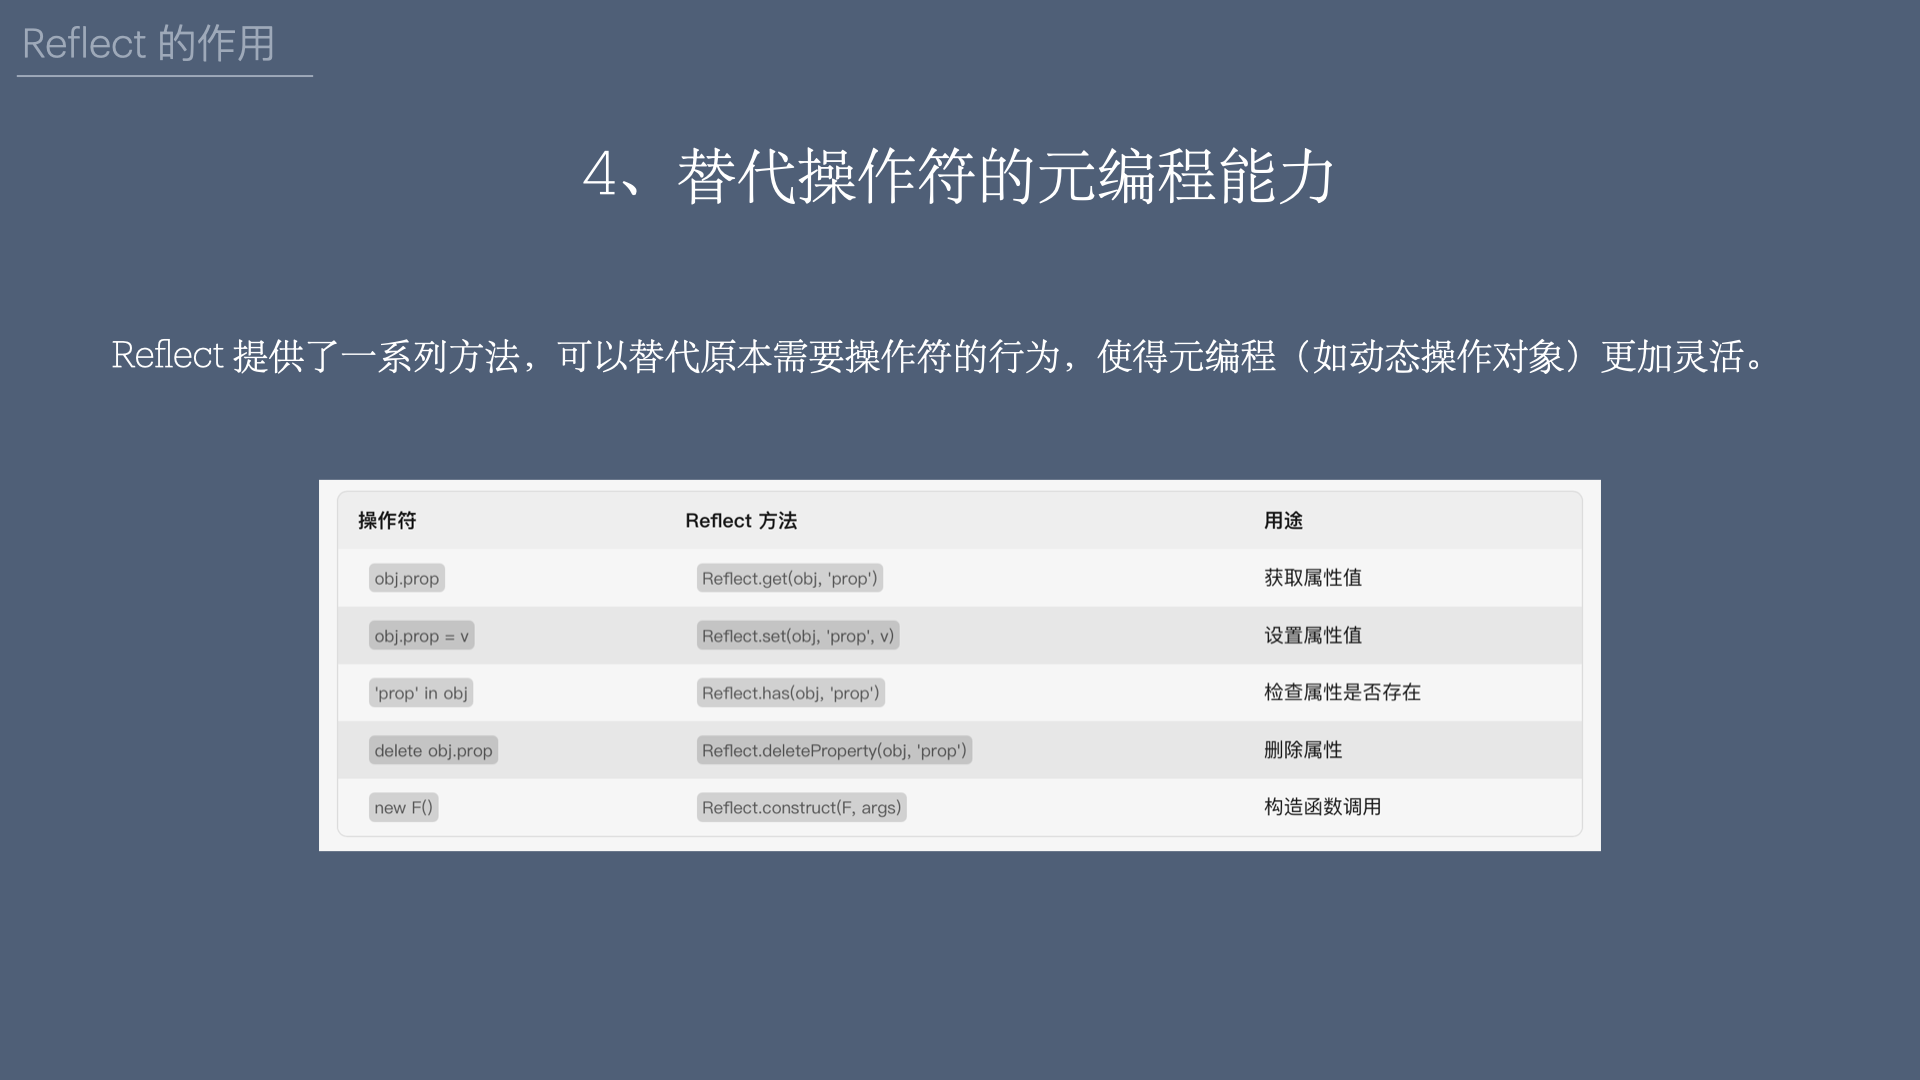 Reflect 的作用
4、替代操作符的元编程能力
Reflect 提供了一系列方法，可以替代原本需要操作符的行为，使得元编程（如动态操作对象）更加灵活。
操作符 Reflect 方法 用途
obj.prop Reflect.get(obj, 'prop') 获取属性值
obj.prop = v Reflect.set(obj, 'prop', v) 设置属性值
'prop' in obj Reflect.has(obj, 'prop') 检查属性是否存在
delete obj.prop Reflect.deleteProperty(obj, 'prop') 删除属性
new F() Reflect.construct(F, args) 构造函数调用